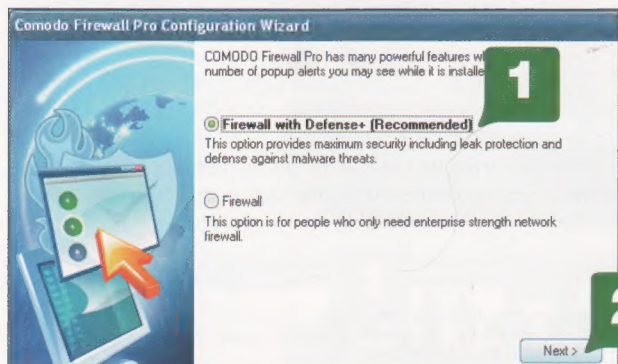 Comodo Firewall Pro Configuration Wizard
COMODO Firewall Pro has many powerful features
number of popup alerts you may see while it is
1
Firewall with Defense+ (Recommended)
This option provides maximum security including leak protection and
defense against malware threats.
Firewall
This option is for people who only need enterprise strength network
firewall.
Next >
2